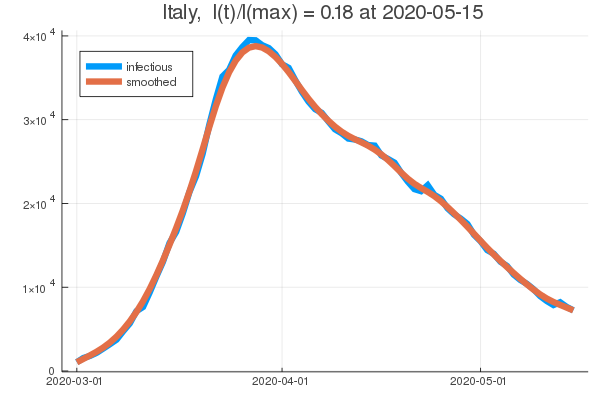 Italy, I(t)/I(max) = 0.18 at 2020-05-15
infectious
smoothed
4×10⁴
3×10⁴
2×10⁴
1×10⁴
0
2020-03-01 2020-04-01 2020-05-01